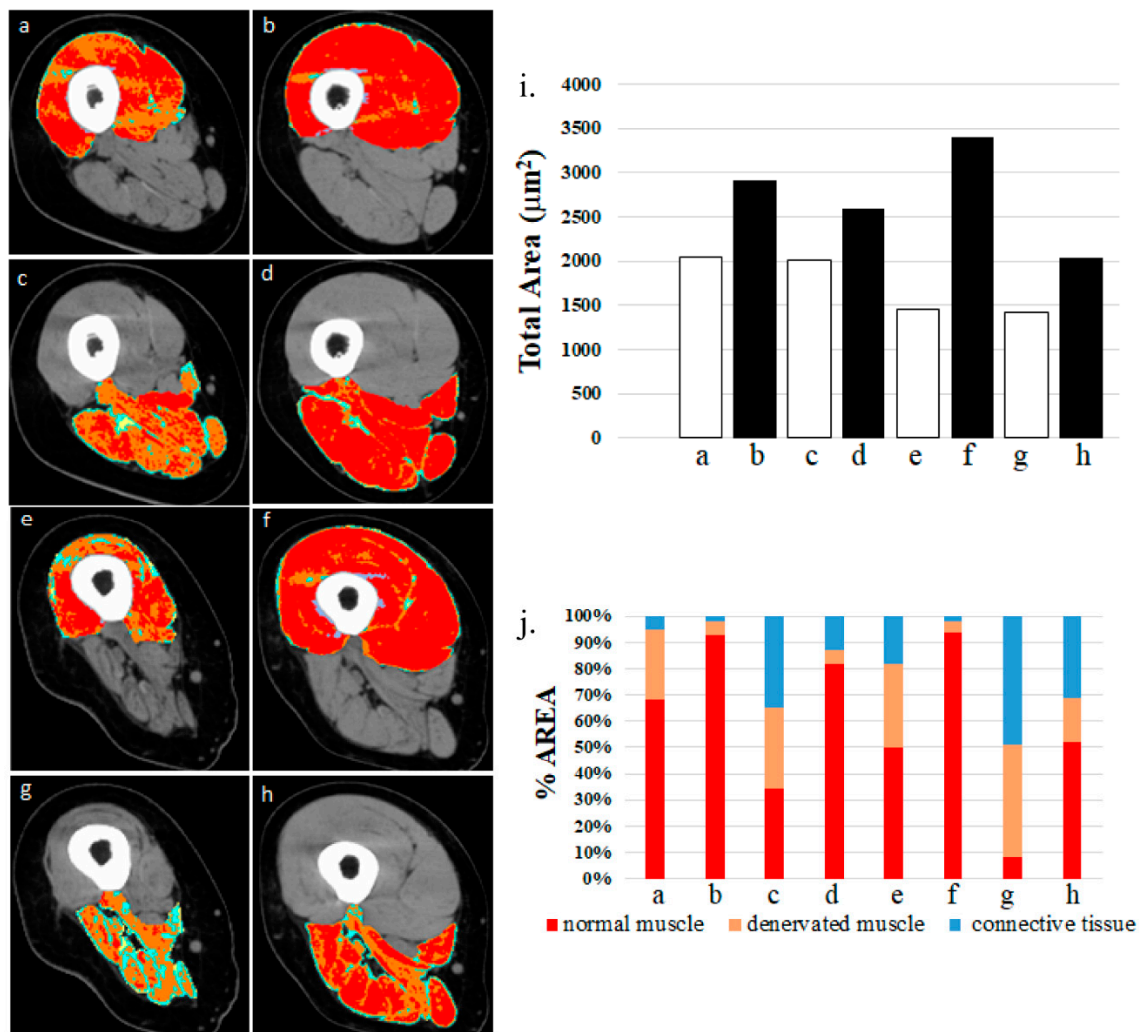 a
b
c
d
e
f
g
h
i.
Total Area (µm²)
4000
3500
3000
2500
2000
1500
1000
500
0
a b c d e f g h
j.
% AREA
100%
90%
80%
70%
60%
50%
40%
30%
20%
10%
0%
a b c d e f g h
normal muscle denervated muscle connective tissue